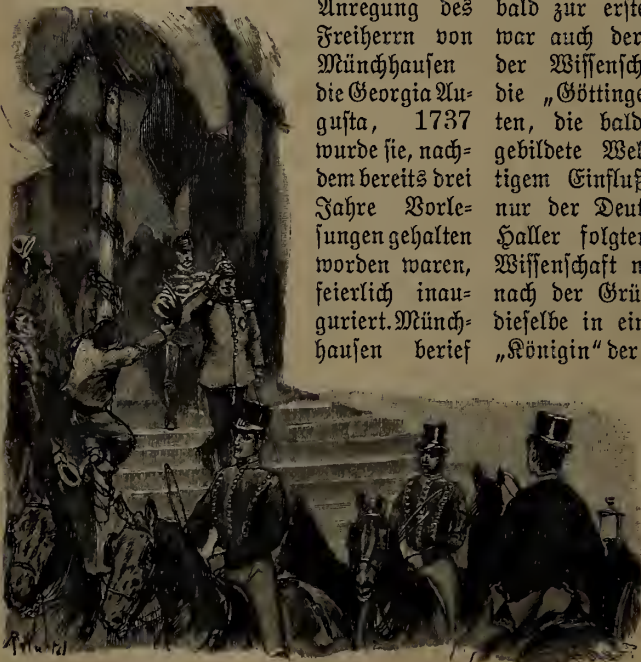 Anregung des
Freiherrn von
Münchhausen
die Georgia Au-
gusta, 1737
wurde sie, nach-
dem bereits drei
Jahre Vorle-
sungen gehalten
worden waren,
feierlich inau-
guriert. Münch-
hausen berief
bald zur erste
war auch der
der Wissensch
die „Göttinge
ten, die bald
gebildete Wel
tigem Einfluß
nur der Deut
Haller folgten
Wissenschaft n
nach der Grü
dieselbe in ein
„Königin“ der